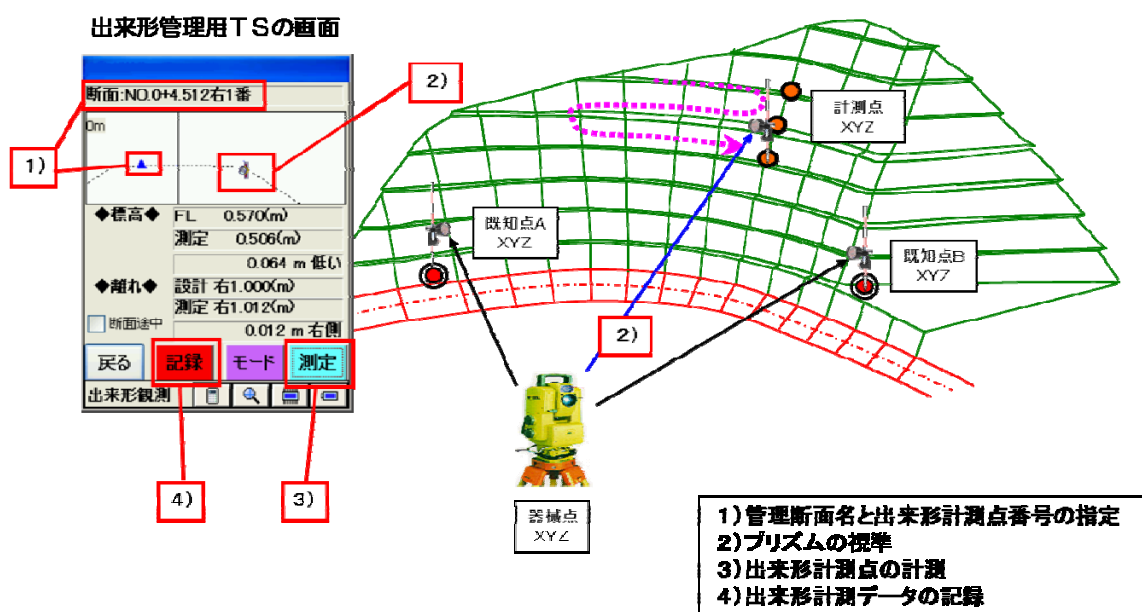 出来形管理用TSの画面
断面:NO.0+4.512右1番
0m
1)
2)
◆標高◆ FL 0.570(m)
測定 0.506(m)
0.064 m 低い
◆離れ◆ 設計 右1.000(m)
測定 右1.012(m)
断面途中
0.012 m 右側
戻る 記録 モード 測定
出来形観測
4)
3)
計測点
XYZ
既知点A
XYZ
既知点B
XYZ
2)
器械点
XYZ
1)管理断面名と出来形計測点番号の指定
2)プリズムの視準
3)出来形計測点の計測
4)出来形計測データの記録